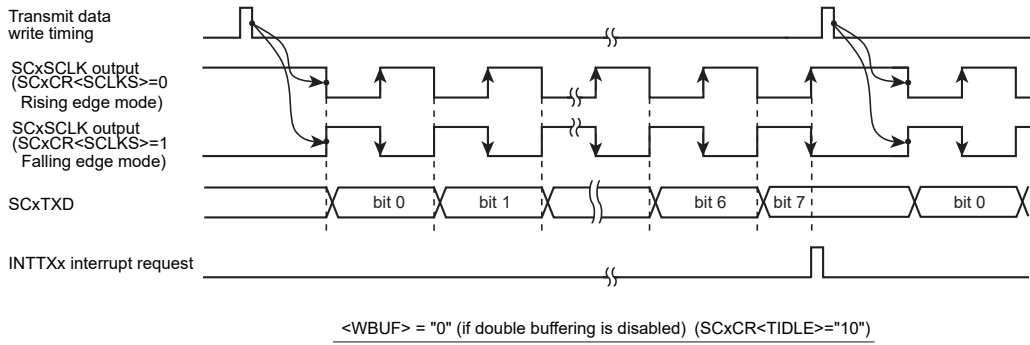 Transmit data
write timing
SCxSCLK output
(SCxCR<SCLKS>=0
Rising edge mode)
SCxSCLK output
(SCxCR<SCLKS>=1
Falling edge mode)
SCxTXD
bit 0
bit 1
bit 6
bit 7
bit 0
INTTXx interrupt request
<WBUF> = "0" (if double buffering is disabled) (SCxCR<TIDLE>="10")